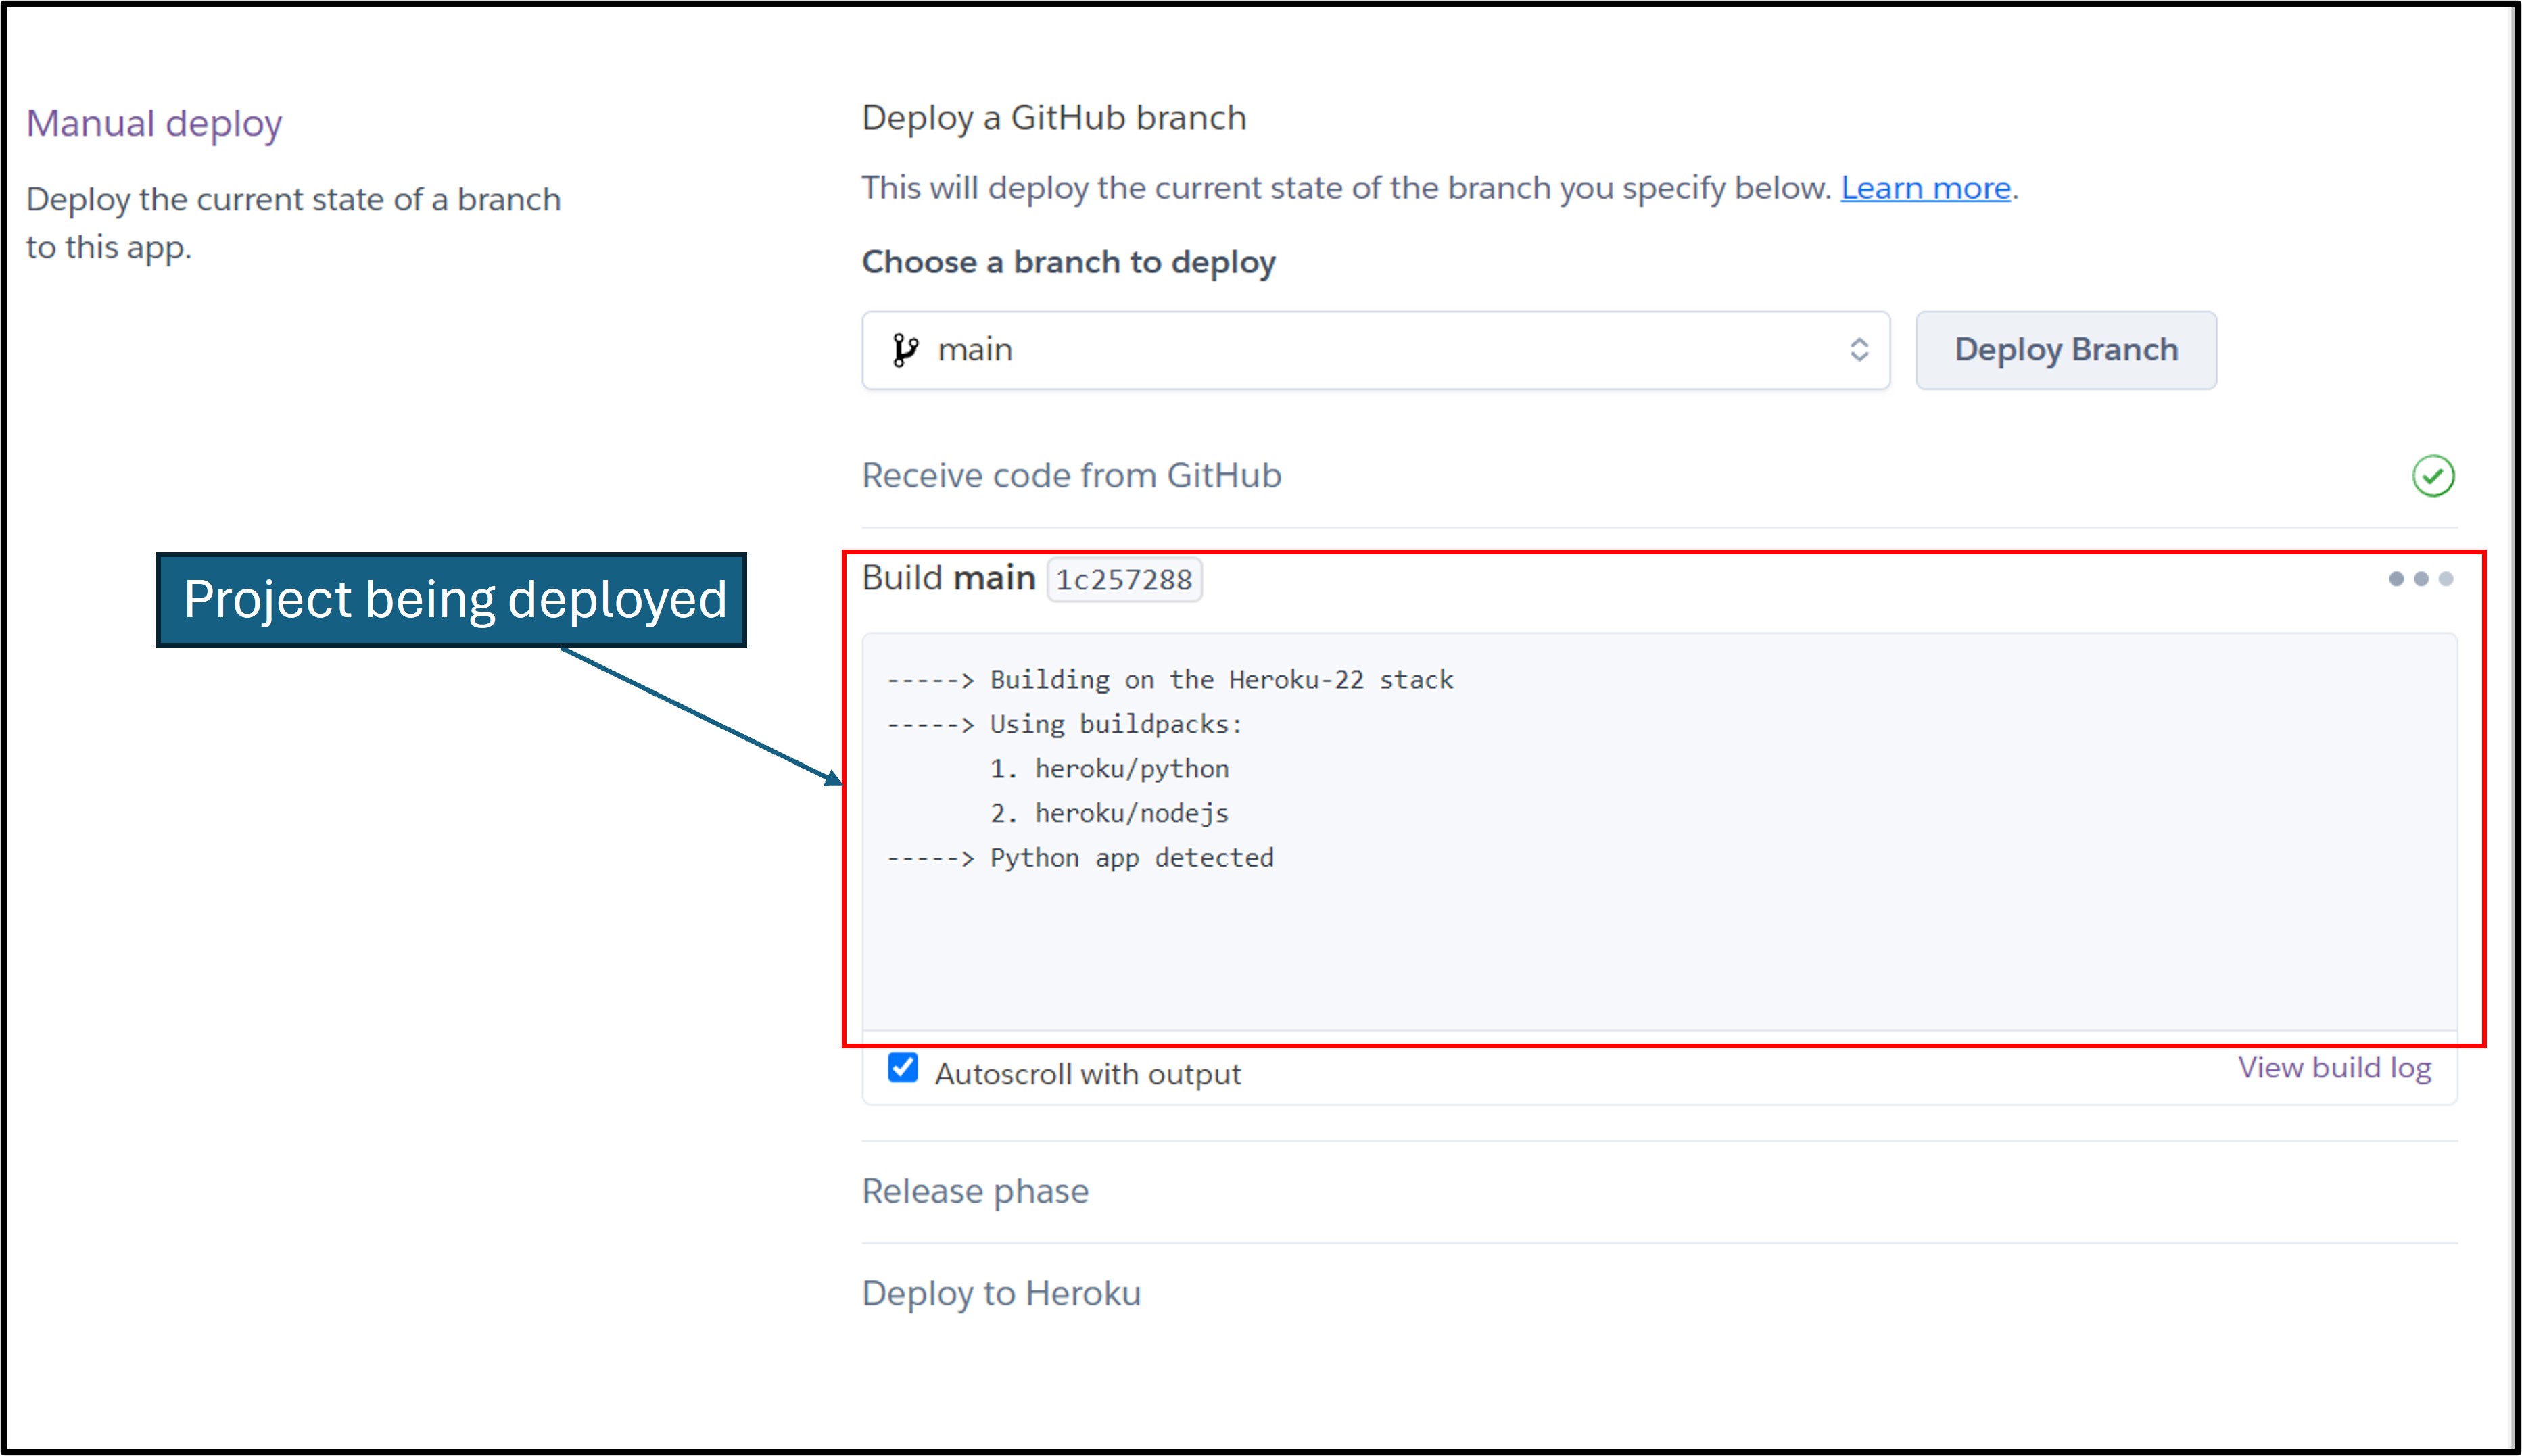 Manual deploy
Deploy the current state of a branch
to this app.
Deploy a GitHub branch
This will deploy the current state of the branch you specify below. Learn more.
Choose a branch to deploy
main
Deploy Branch
Receive code from GitHub
Project being deployed
Build main 1c257288
-----> Building on the Heroku-22 stack
-----> Using buildpacks:
1. heroku/python
2. heroku/nodejs
-----> Python app detected
Autoscroll with output
View build log
Release phase
Deploy to Heroku